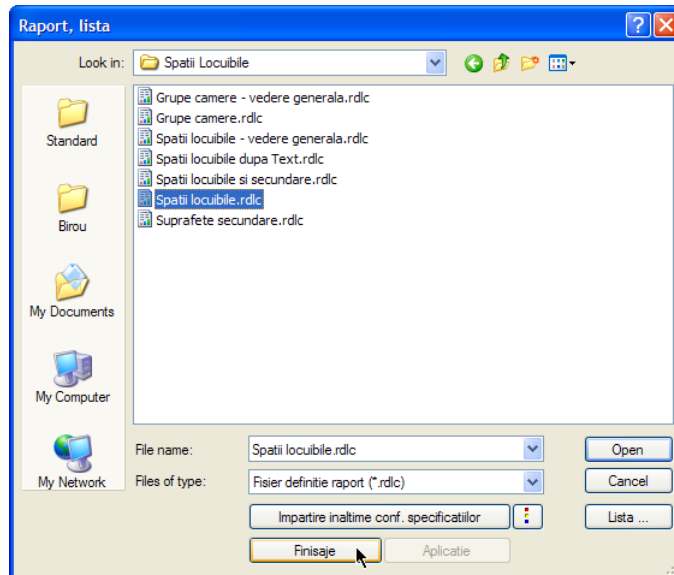 Raport, lista
Look in: Spatii Locuibile
Standard
Birou
My Documents
My Computer
My Network
Grupe camere - vedere generala.rdlc
Grupe camere.rdlc
Spatii locuibile - vedere generala.rdlc
Spatii locuibile dupa Text.rdlc
Spatii locuibile si secundare.rdlc
Spatii locuibile.rdlc
Suprafete secundare.rdlc
File name: Spatii locuibile.rdlc Open
Files of type: Fisier definitie raport (*.rdlc) Cancel
Impartire inaltime conf. specificatiilor Lista ...
Finisaje Aplicatie